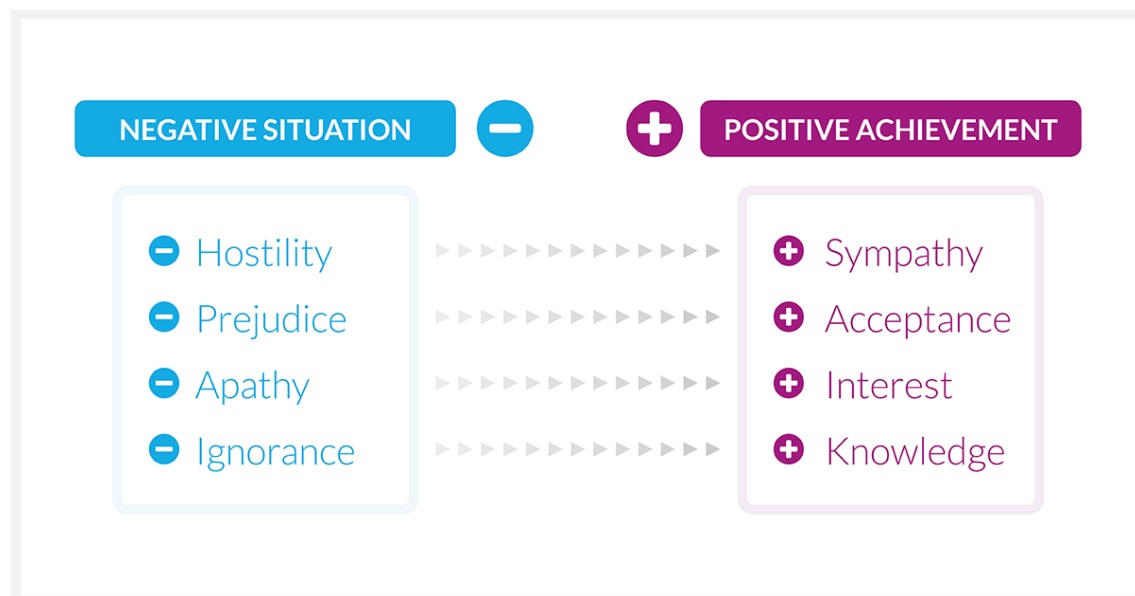 NEGATIVE SITUATION
POSITIVE ACHIEVEMENT
Hostility
Sympathy
Prejudice
Acceptance
Apathy
Interest
Ignorance
Knowledge